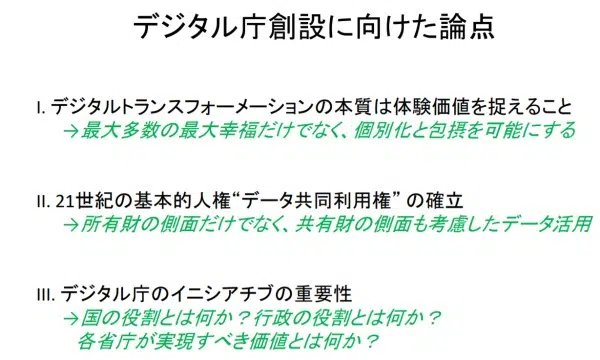 デジタル庁創設に向けた論点
I. デジタルトランスフォーメーションの本質は体験価値を捉えること
→最大多数の最大幸福だけでなく、個別化と包摂を可能にする
II. 21世紀の基本的人権“データ共同利用権” の確立
→所有財の側面だけでなく、共有財の側面も考慮したデータ活用
III. デジタル庁のイニシアチブの重要性
→国の役割とは何か？行政の役割とは何か？
各省庁が実現すべき価値とは何か？